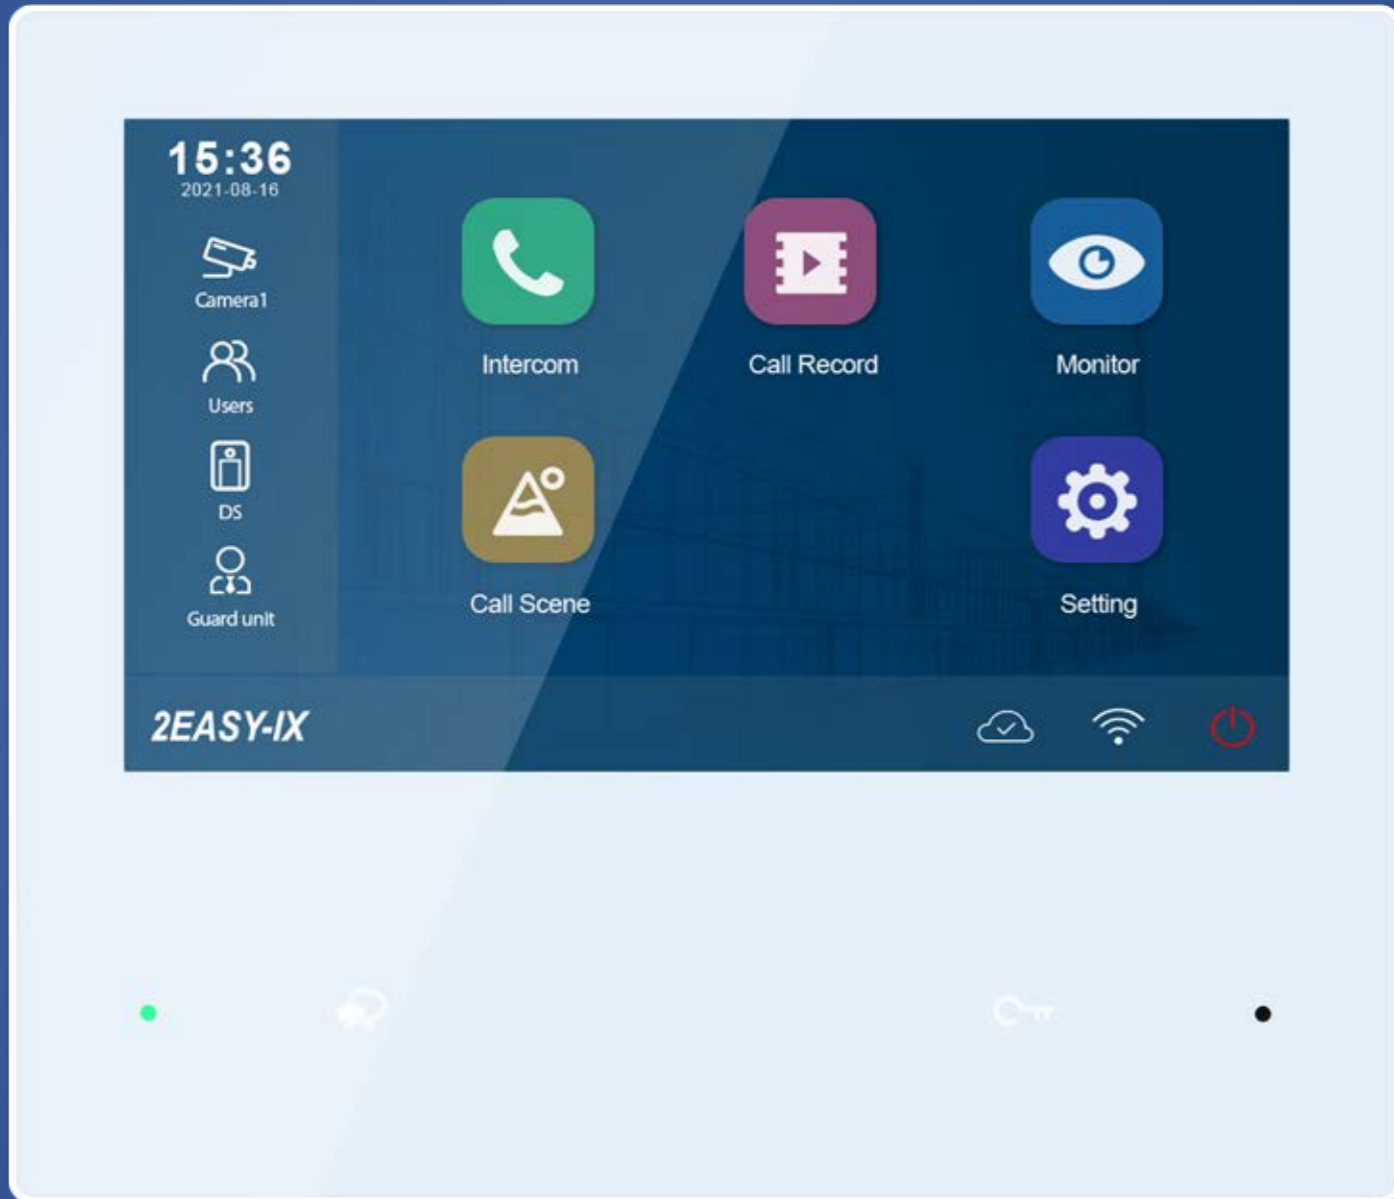 15:36
2021-08-16
Camera1
Users
DS
Guard unit
Intercom
Call Record
Monitor
Call Scene
Setting
2EASY-IX